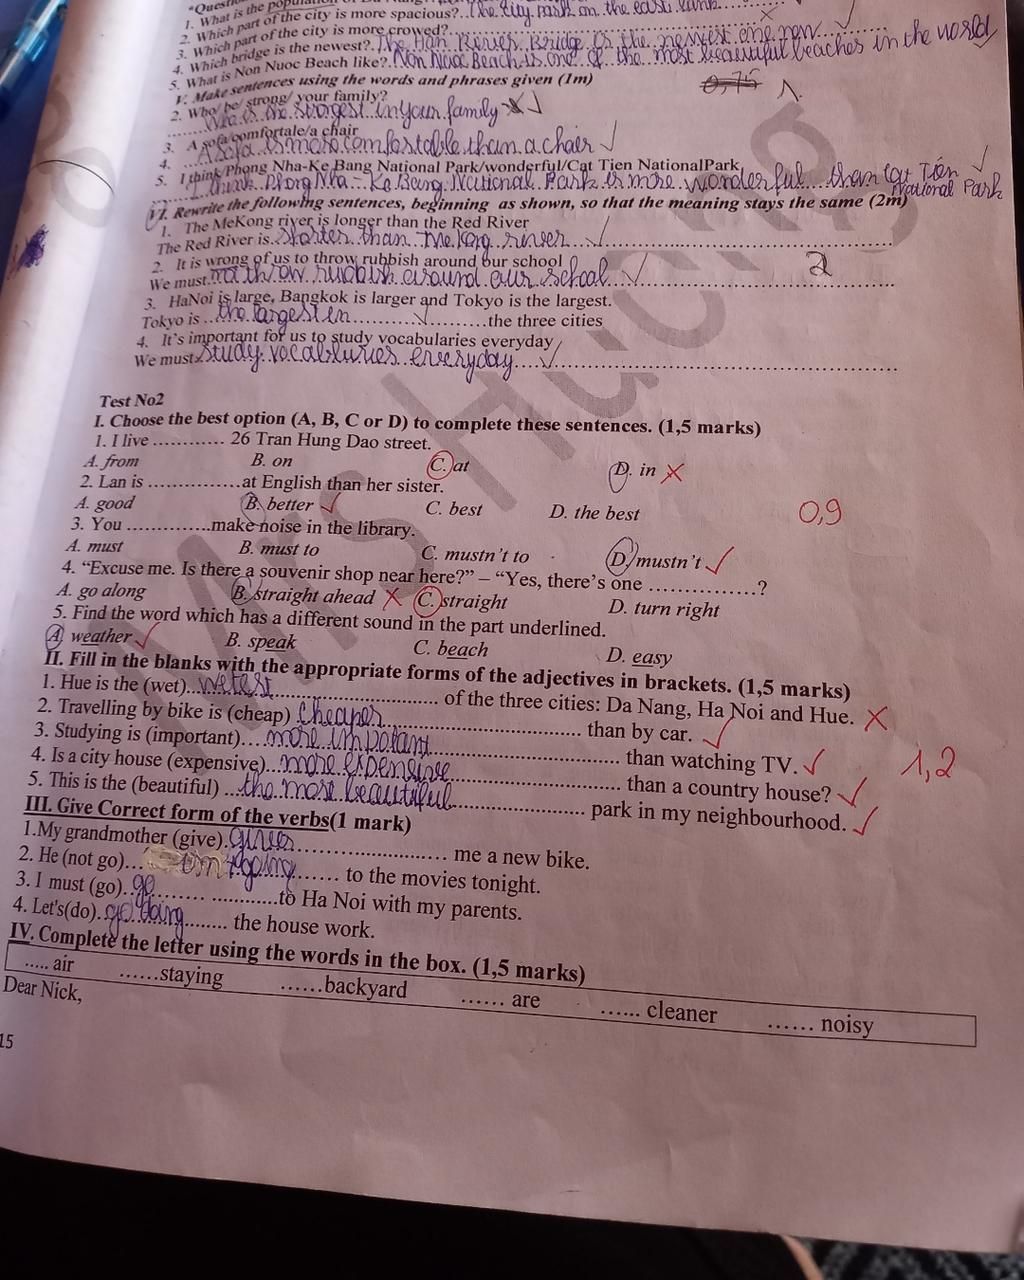 1. What is the population of Da Nang?
2. Which part of the city is more spacious?..The city park on the east bank
3. Which part of the city is more crowed?
4. Which bridge is the newest?.The Han River Bridge is the newest one now
5. What is Non Nuoc Beach like?.Non Nuoc Beach is one of the most beautiful beaches in the world
V. Make sentences using the words and phrases given (1m)
0,75 1.
2. Who/ be/ strong/ your family?
Who is the strongest in your family
3. A sofa/comfortale/a chair
A sofa is more comfortable than a chair
4. ....
5. I think/Phong Nha-Ke Bang National Park/wonderful/Cat Tien NationalPark
I think Phong Nha - Ke Bang National Park is more wonderful....than Cat Tien National Park
VI. Rewrite the following sentences, beginning as shown, so that the meaning stays the same (2m)
1. The MeKong river is longer than the Red River
The Red River is.shorter than Mekong river
2. It is wrong of us to throw rubbish around our school
2
We must.not throw rubbish around our school
3. HaNoi is large, Bangkok is larger and Tokyo is the largest.
Tokyo is ..the largest in...............the three cities
4. It's important for us to study vocabularies everyday
We must.study vocabluries everyday
Test No2
I. Choose the best option (A, B, C or D) to complete these sentences. (1,5 marks)
1. I live ............ 26 Tran Hung Dao street.
A. from B. on C. at D. in
2. Lan is ...............at English than her sister.
A. good B. better C. best D. the best
0,9
3. You ..............make noise in the library.
A. must B. must to C. mustn't to D. mustn't
4. “Excuse me. Is there a souvenir shop near here?” – “Yes, there's one ...............?
A. go along B. straight ahead C. straight D. turn right
5. Find the word which has a different sound in the part underlined.
A. weather B. speak C. beach D. easy
II. Fill in the blanks with the appropriate forms of the adjectives in brackets. (1,5 marks)
1. Hue is the (wet)..wetest............................ of the three cities: Da Nang, Ha Noi and Hue.
2. Travelling by bike is (cheap) cheaper................................ than by car.
3. Studying is (important)....more important............................... than watching TV.
1,2
4. Is a city house (expensive)...more expensive............................ than a country house?
5. This is the (beautiful) ...the more beautiful...................... park in my neighbourhood.
III. Give Correct form of the verbs(1 mark)
1.My grandmother (give).gives......................... me a new bike.
2. He (not go)... going....... to the movies tonight.
3. I must (go)..go........ ............to Ha Noi with my parents.
4. Let's(do)..go doing........ the house work.
IV. Complete the letter using the words in the box. (1,5 marks)
..... air ......staying ......backyard ...... are ...... cleaner ...... noisy
Dear Nick,
15
Mrs Huong